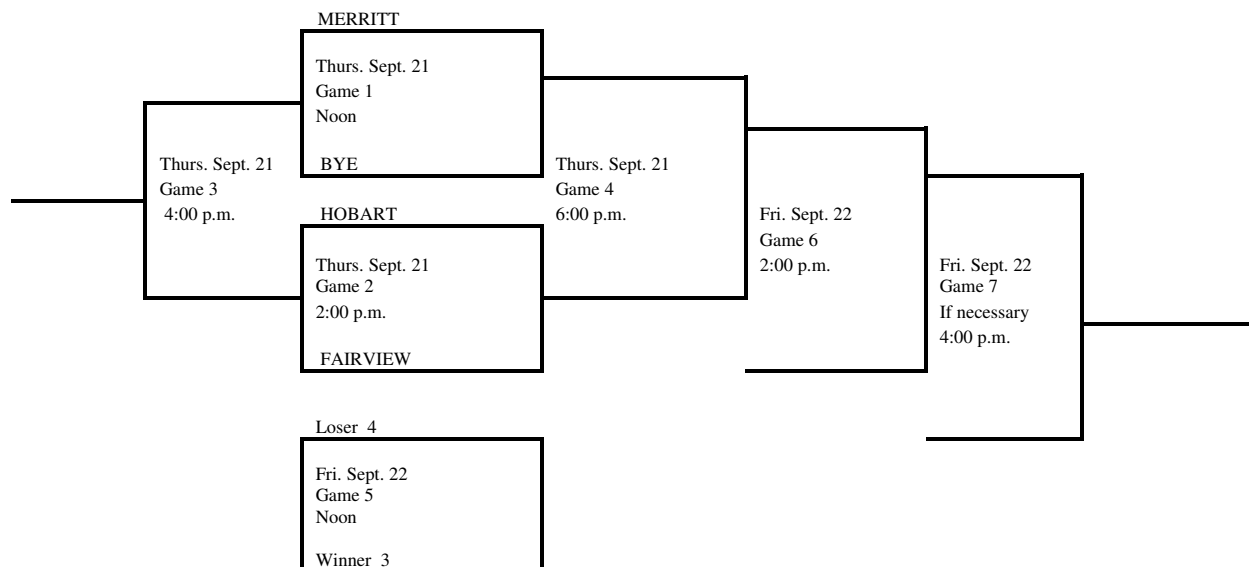 MERRITT
Thurs. Sept. 21
Game 1
Noon
BYE
Thurs. Sept. 21
Game 3
4:00 p.m.
HOBART
Thurs. Sept. 21
Game 2
2:00 p.m.
FAIRVIEW
Thurs. Sept. 21
Game 4
6:00 p.m.
Fri. Sept. 22
Game 6
2:00 p.m.
Fri. Sept. 22
Game 7
If necessary
4:00 p.m.
Loser 4
Fri. Sept. 22
Game 5
Noon
Winner 3